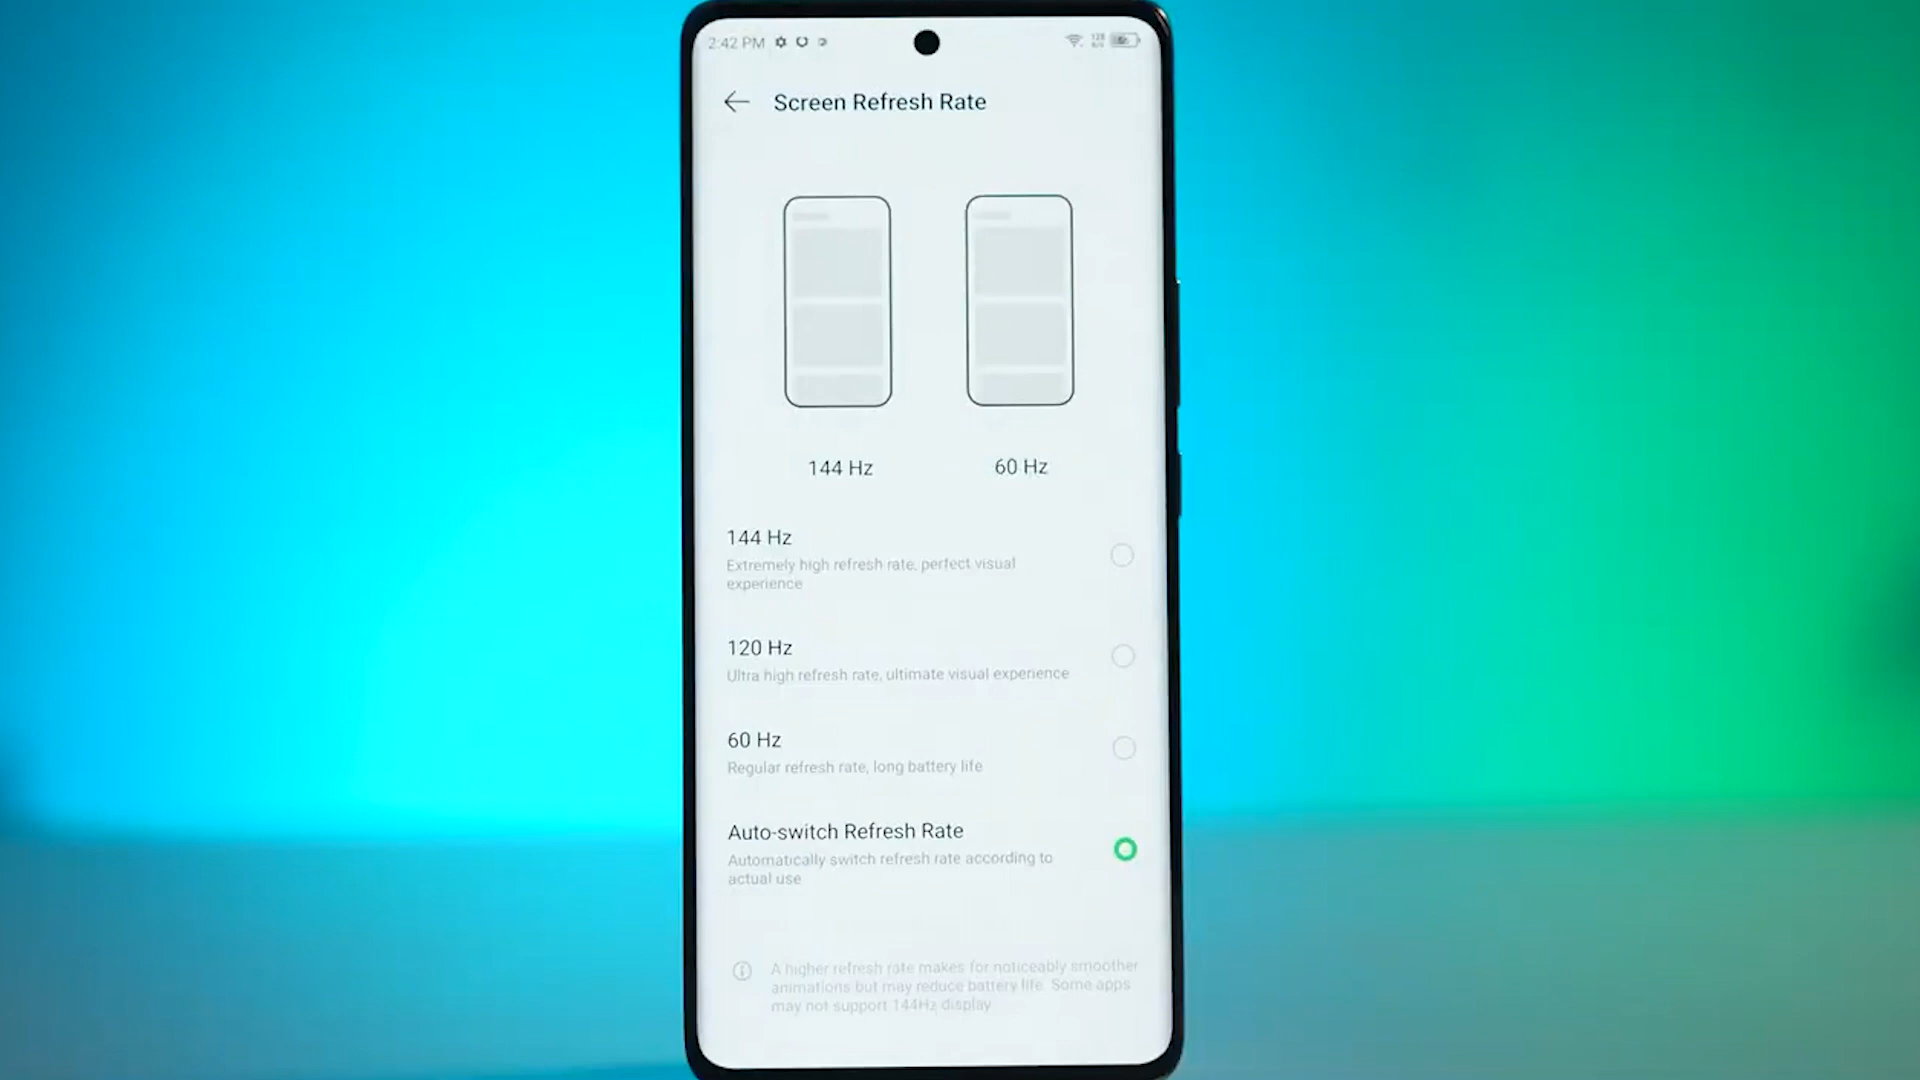 2:42 PM
Screen Refresh Rate
144 Hz
60 Hz
144 Hz
Extremely high refresh rate, perfect visual
experience
120 Hz
Ultra high refresh rate, ultimate visual experience
60 Hz
Regular refresh rate, long battery life
Auto-switch Refresh Rate
Automatically switch refresh rate according to
actual use
A higher refresh rate makes for noticeably smoother
animations but may reduce battery life. Some apps
may not support 144Hz display.